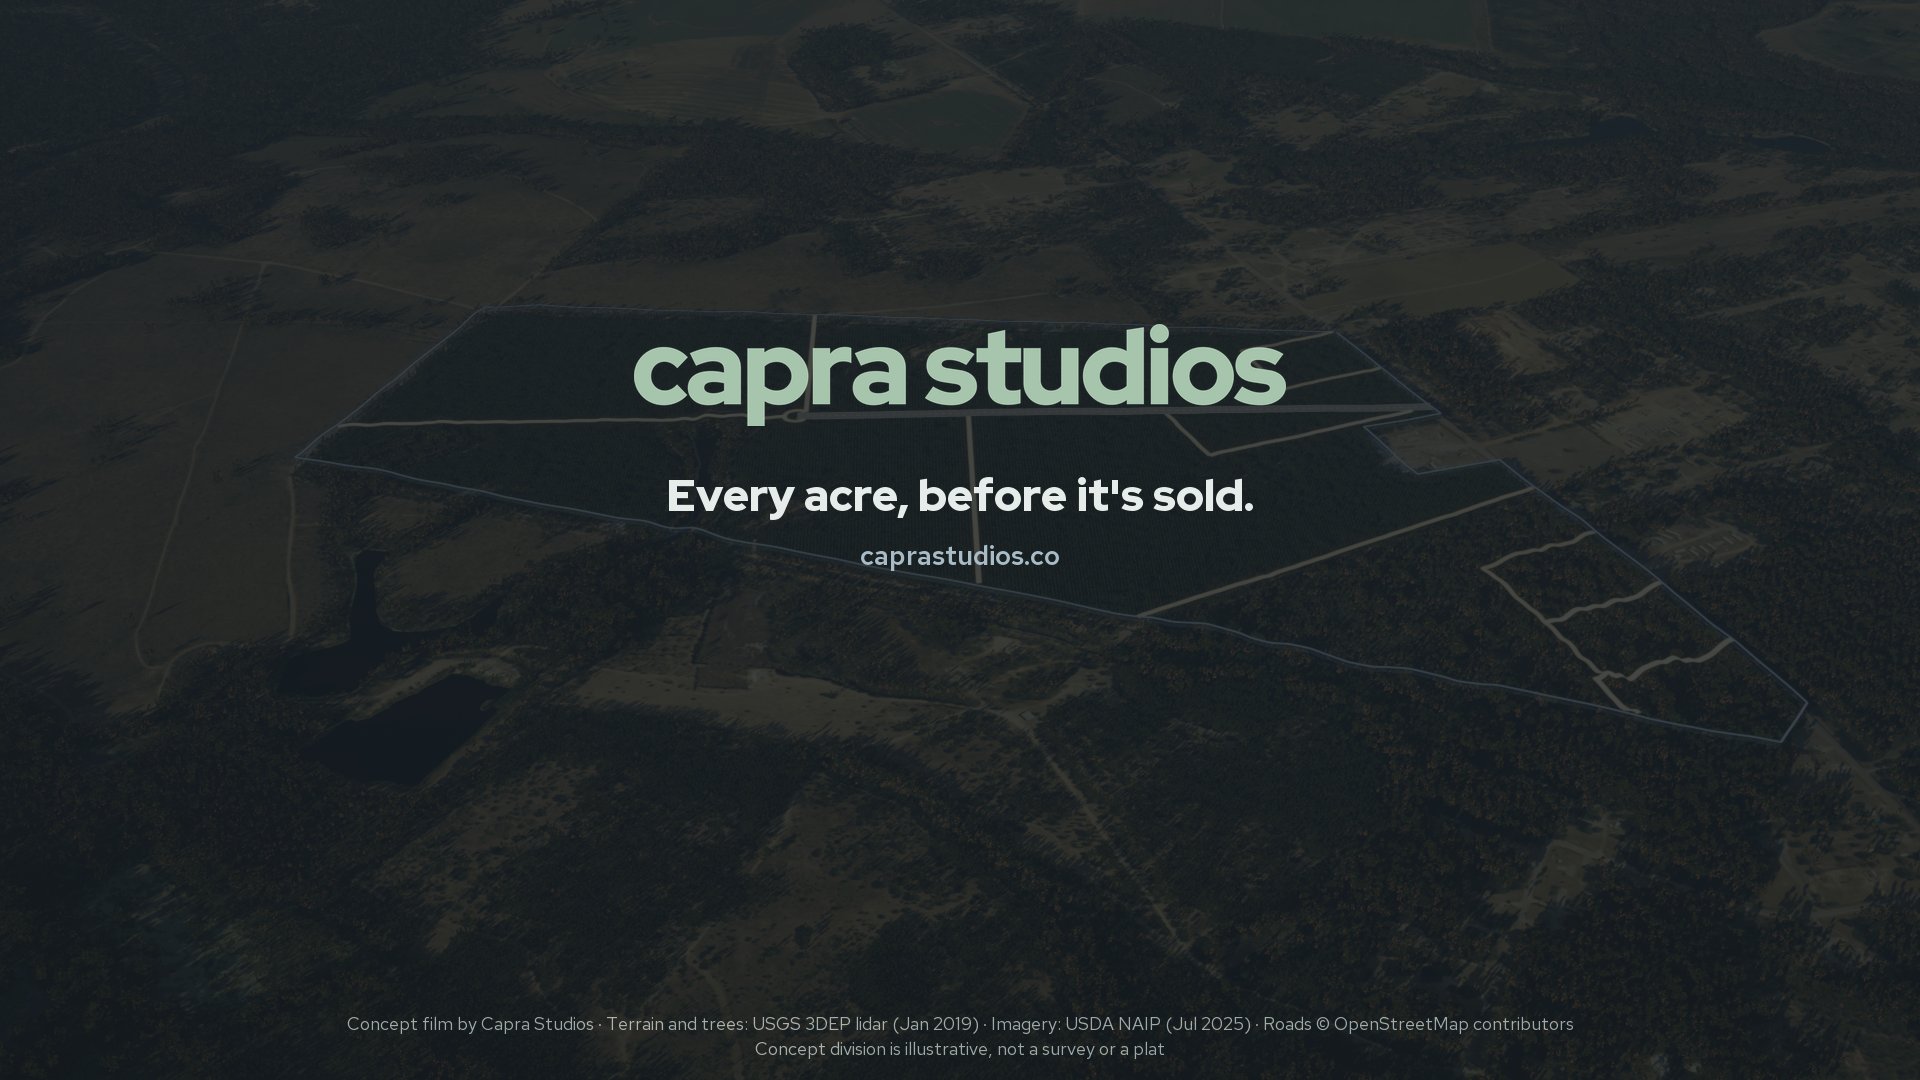 capra studios
Every acre, before it's sold.
caprastudios.co
Concept film by Capra Studios · Terrain and trees: USGS 3DEP lidar (Jan 2019) · Imagery: USDA NAIP (Jul 2025) · Roads © OpenStreetMap contributors
Concept division is illustrative, not a survey or a plat